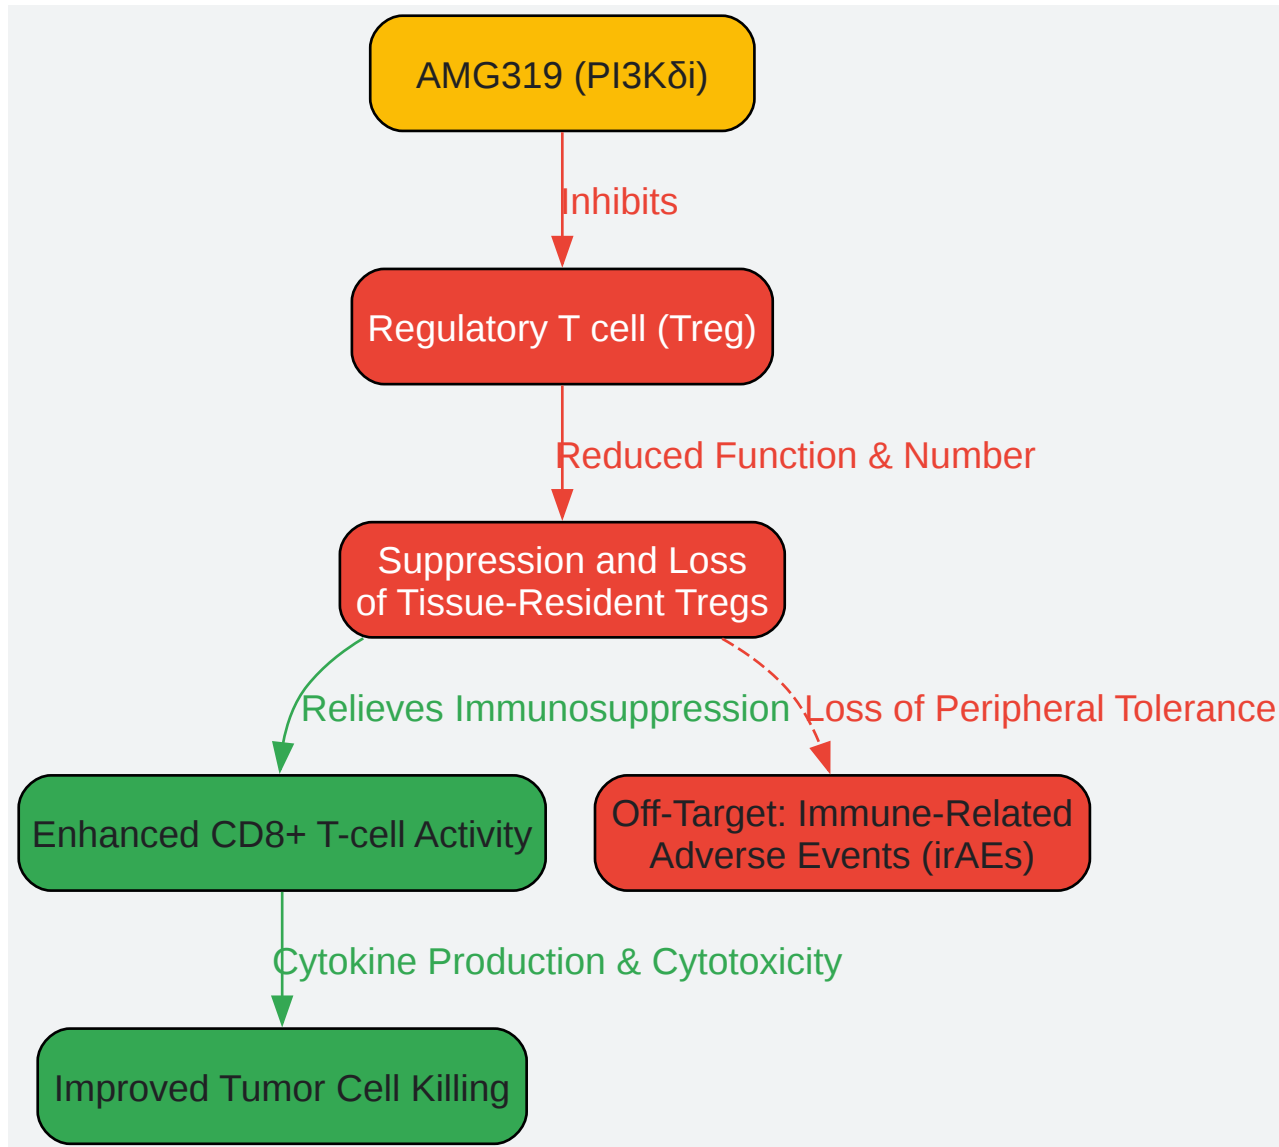 AMG319 (PI3Kδi)
Inhibits
Regulatory T cell (Treg)
Reduced Function & Number
Suppression and Loss
of Tissue-Resident Tregs
Relieves Immunosuppression
Loss of Peripheral Tolerance
Enhanced CD8+ T-cell Activity
Off-Target: Immune-Related
Adverse Events (irAEs)
Cytokine Production & Cytotoxicity
Improved Tumor Cell Killing